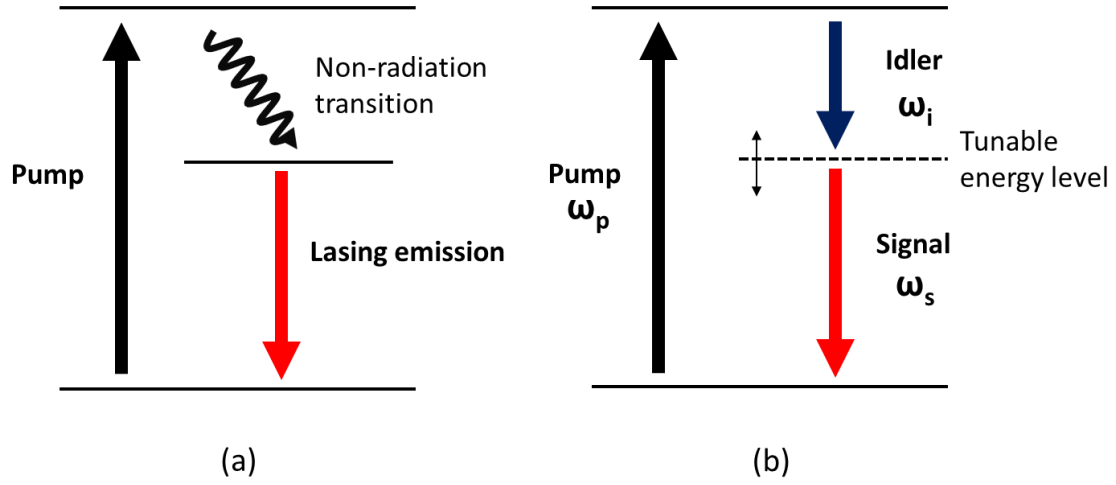 Non-radiation
transition
Pump
Lasing emission
(a)
Idler
ωi
Tunable
energy level
Pump
ωp
Signal
ωs
(b)